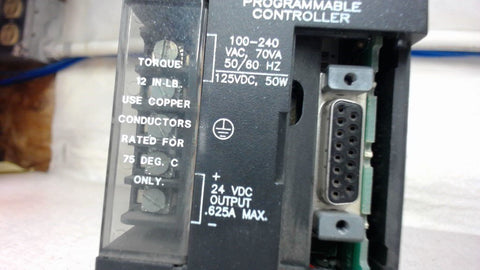 PROGRAMMABLE
CONTROLLER
100-240
VAC, 70VA
50/60 HZ
125VDC, 50W
TORQUE
12 IN-LB.
USE COPPER
CONDUCTORS
RATED FOR
75 DEG. C
ONLY.
+
24 VDC
OUTPUT
.625A MAX.
-